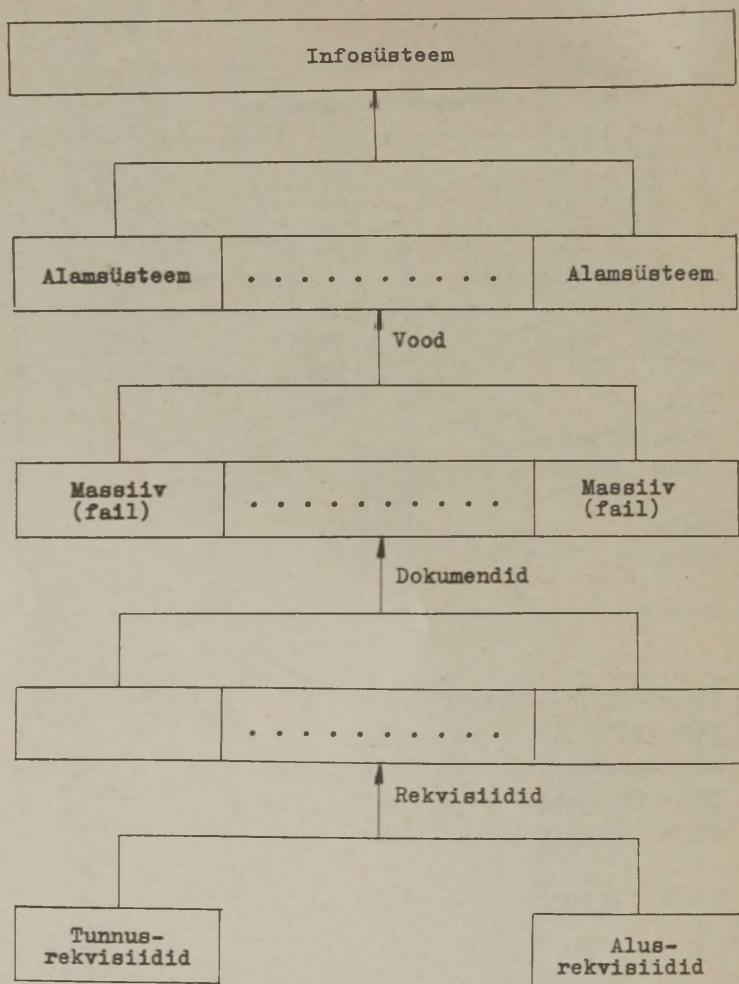 Infosüsteem
Alamsüsteem
. . . . . . . . . .
Alamsüsteem
Vood
Massiiv
(fail)
. . . . . . . . . .
Massiiv
(fail)
Dokumendid
. . . . . . . . . .
Rekvisiidid
Tunnus-
rekvisiidid
Alus-
rekvisiidid